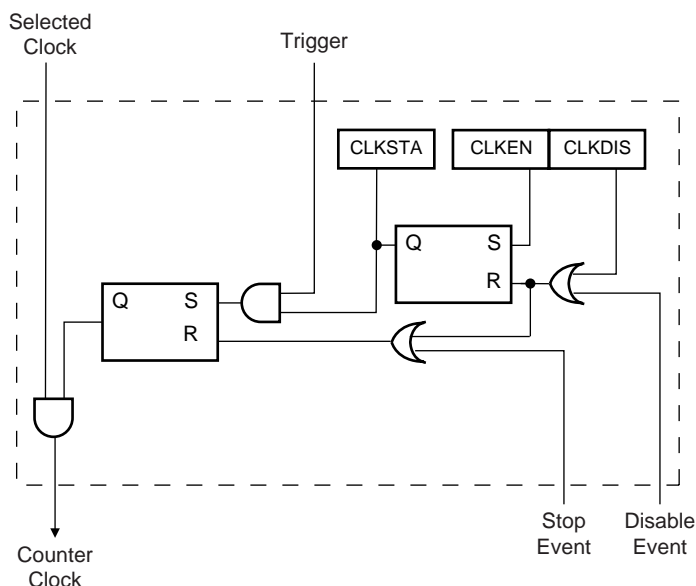 Selected
Clock
Trigger
CLKSTA
CLKEN
CLKDIS
Q
S
R
Q
S
R
Stop
Event
Disable
Event
Counter
Clock